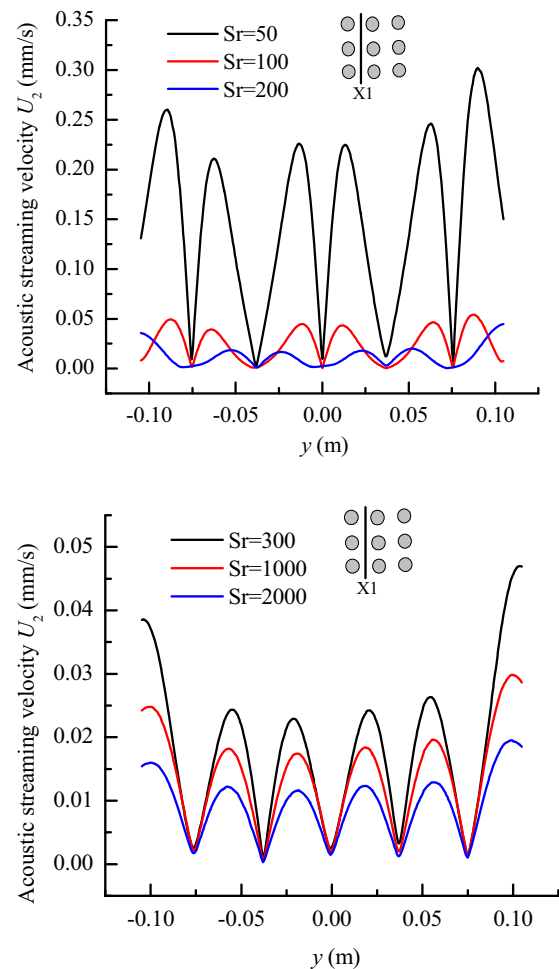 Sr=50
Sr=100
Sr=200
X1
Acoustic streaming velocity U₂ (mm/s)
0.35
0.30
0.25
0.20
0.15
0.10
0.05
0.00
-0.10 -0.05 0.00 0.05 0.10
y (m)
Sr=300
Sr=1000
Sr=2000
X1
Acoustic streaming velocity U₂ (mm/s)
0.05
0.04
0.03
0.02
0.01
0.00
-0.10 -0.05 0.00 0.05 0.10
y (m)